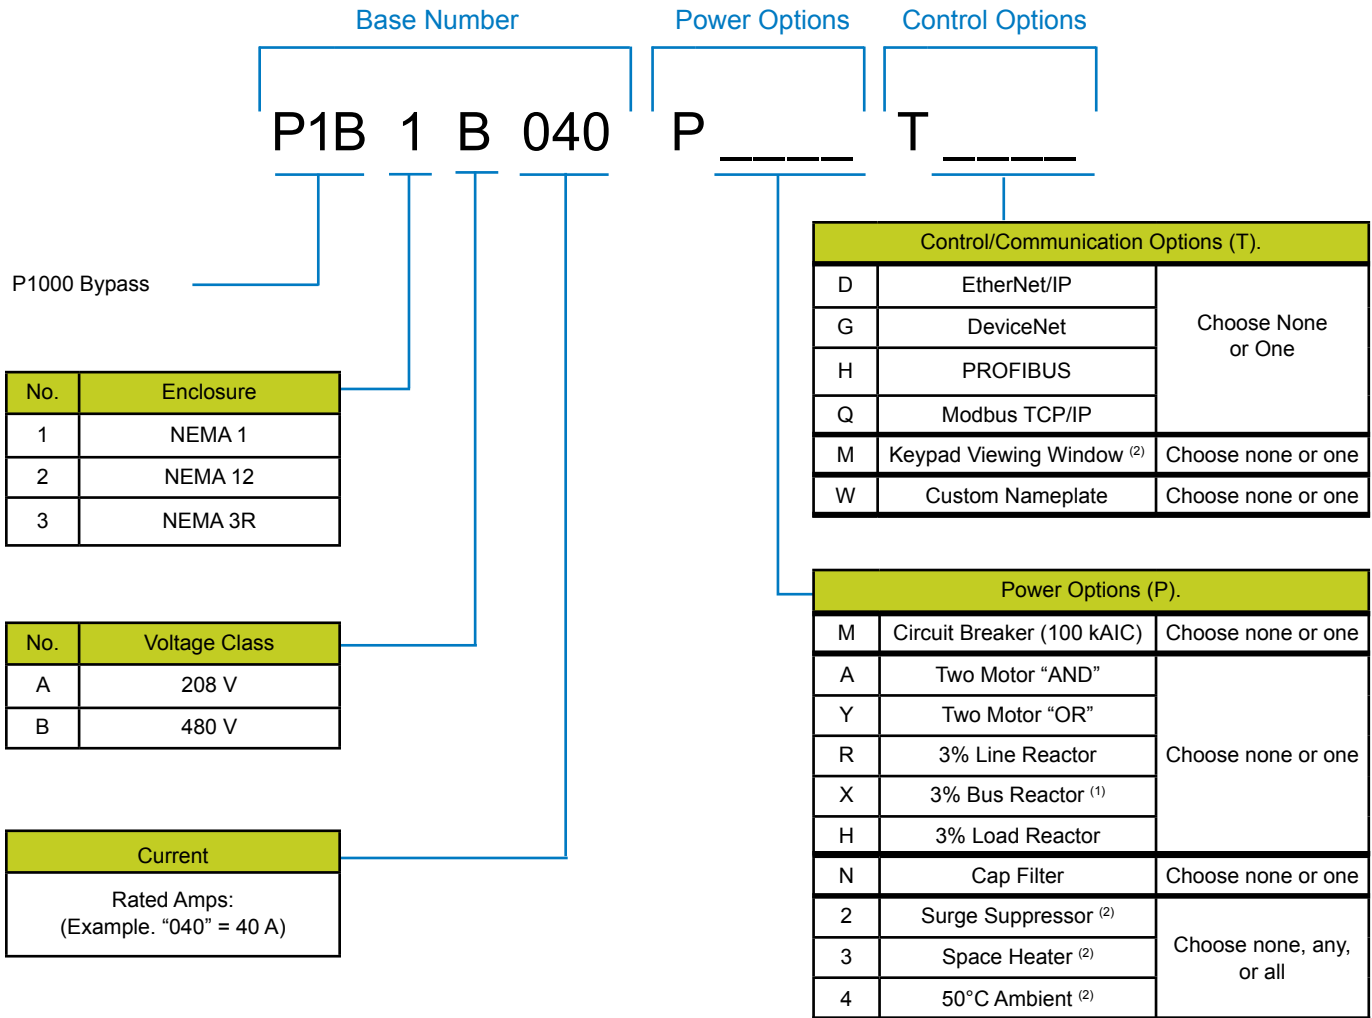 Base Number Power Options Control Options
P1B 1 B 040 P ____ T ____
P1000 Bypass
No. Enclosure
1 NEMA 1
2 NEMA 12
3 NEMA 3R
No. Voltage Class
A 208 V
B 480 V
Current
Rated Amps:
(Example. “040” = 40 A)
Control/Communication Options (T).
D EtherNet/IP
G DeviceNet
H PROFIBUS
Q Modbus TCP/IP
Choose None
or One
M Keypad Viewing Window (2) Choose none or one
W Custom Nameplate Choose none or one
Power Options (P).
M Circuit Breaker (100 kAIC) Choose none or one
A Two Motor “AND”
Y Two Motor “OR”
R 3% Line Reactor Choose none or one
X 3% Bus Reactor (1)
H 3% Load Reactor
N Cap Filter Choose none or one
2 Surge Suppressor (2)
3 Space Heater (2)
4 50°C Ambient (2)
Choose none, any,
or all